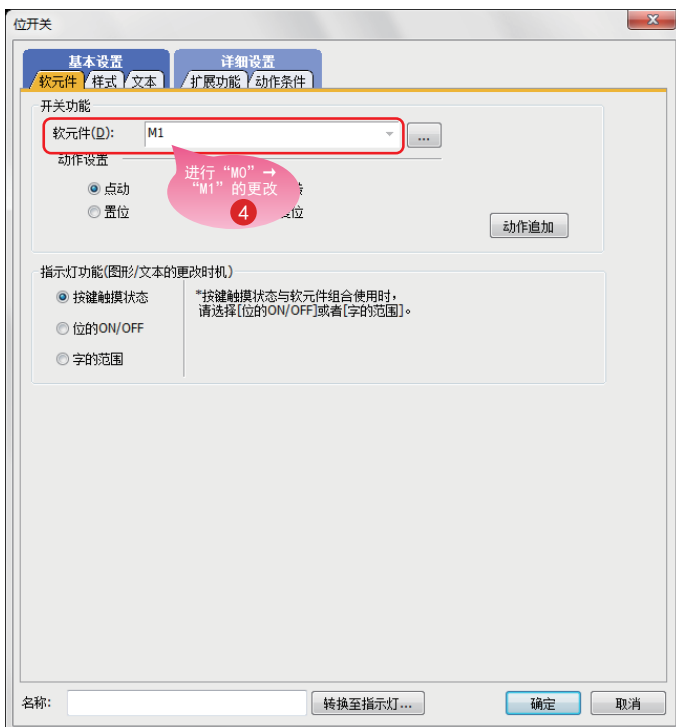 位开关
基本设置
详细设置
软元件
样式
文本
扩展功能
动作条件
开关功能
软元件(D):
M1
...
动作设置
点动
置位
进行“M0”→
“M1”的更改
4
位
动作追加
指示灯功能(图形/文本的更改时机)
按键触摸状态
位的ON/OFF
字的范围
*按键触摸状态与软元件组合使用时，
请选择[位的ON/OFF]或者[字的范围]。
名称:
转换至指示灯...
确定
取消